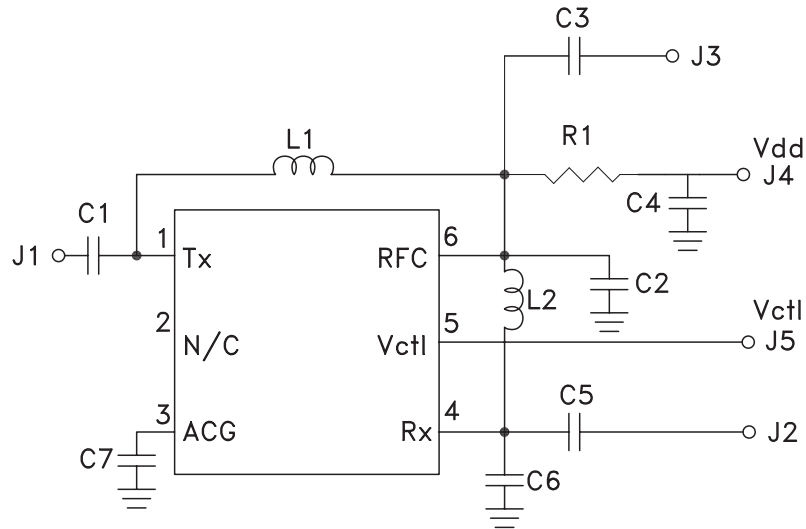 C3
J3
L1
R1
Vdd
J4
C4
C1
J1
1
Tx
RFC
6
C2
L2
2
N/C
Vctl
5
Vctl
J5
3
ACG
Rx
4
C5
J2
C7
C6